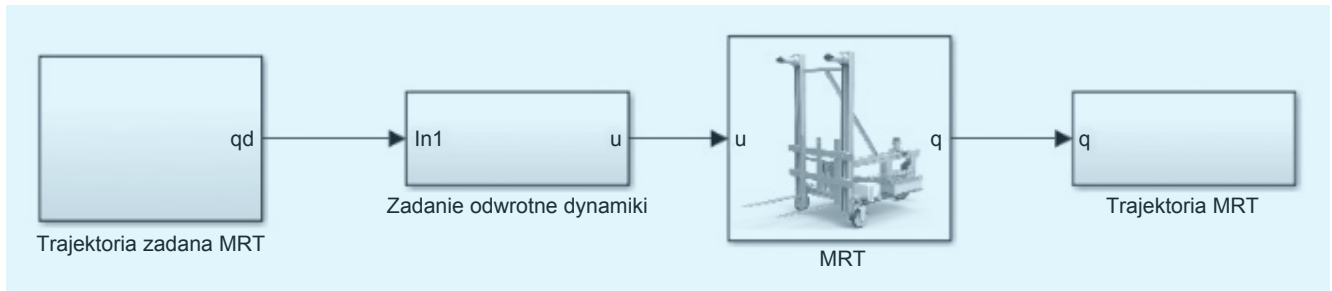 qd
Trajektoria zadana MRT
In1
u
Zadanie odwrotne dynamiki
u
q
MRT
q
Trajektoria MRT